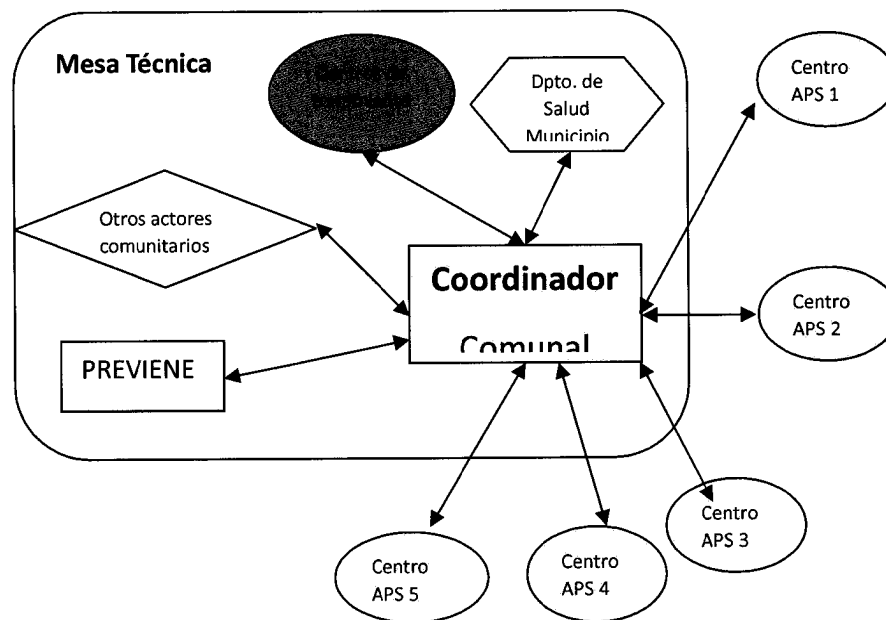 Mesa Técnica
Dpto. de
Salud
Municipio
Centro
APS 1
Otros actores
comunitarios
Coordinador
Comunal
Centro
APS 2
PREVIENE
Centro
APS 3
Centro
APS 4
Centro
APS 5